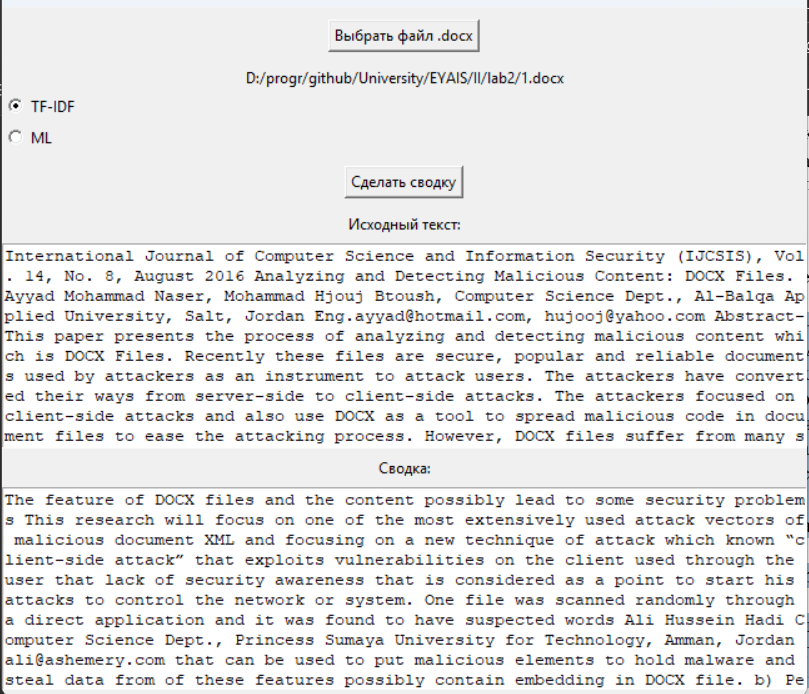 Выбрать файл .docx
D:/progr/github/University/EYAIS/II/lab2/1.docx
TF-IDF
ML
Сделать сводку
Исходный текст:
International Journal of Computer Science and Information Security (IJCSIS), Vol
. 14, No. 8, August 2016 Analyzing and Detecting Malicious Content: DOCX Files.
Ayyad Mohammad Naser, Mohammad Hjouj Btoush, Computer Science Dept., Al-Balqa Ap
plied University, Salt, Jordan Eng.ayyad@hotmail.com, hujooj@yahoo.com Abstract-
This paper presents the process of analyzing and detecting malicious content whi
ch is DOCX Files. Recently these files are secure, popular and reliable document
s used by attackers as an instrument to attack users. The attackers have convert
ed their ways from server-side to client-side attacks. The attackers focused on
client-side attacks and also use DOCX as a tool to spread malicious code in docu
ment files to ease the attacking process. However, DOCX files suffer from many s
Сводка:
The feature of DOCX files and the content possibly lead to some security problem
s This research will focus on one of the most extensively used attack vectors of
malicious document XML and focusing on a new technique of attack which known “c
lient-side attack” that exploits vulnerabilities on the client used through the
user that lack of security awareness that is considered as a point to start his
attacks to control the network or system. One file was scanned randomly through
a direct application and it was found to have suspected words Ali Hussein Hadi C
omputer Science Dept., Princess Sumaya University for Technology, Amman, Jordan
ali@ashemery.com that can be used to put malicious elements to hold malware and
steal data from of these features possibly contain embedding in DOCX file. b) Pe